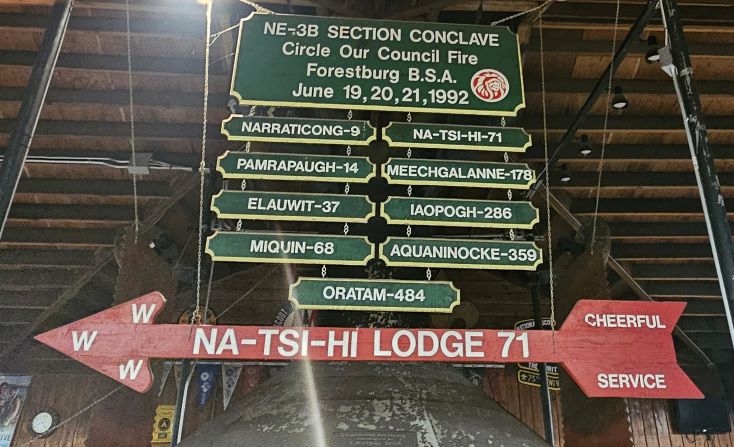 NE-3B SECTION CONCLAVE
Circle Our Council Fire
Forestburg B.S.A.
June 19,20,21,1992
NARRATICONG-9
NA-TSI-HI-71
PAMRAPAUGH-14
MEECHGALANNE-178
ELAUWIT-37
IAOPOGH-286
MIQUIN-68
AQUANINOCKE-359
ORATAM-484
W
W
W
NA-TSI-HI LODGE 71
CHEERFUL
SERVICE